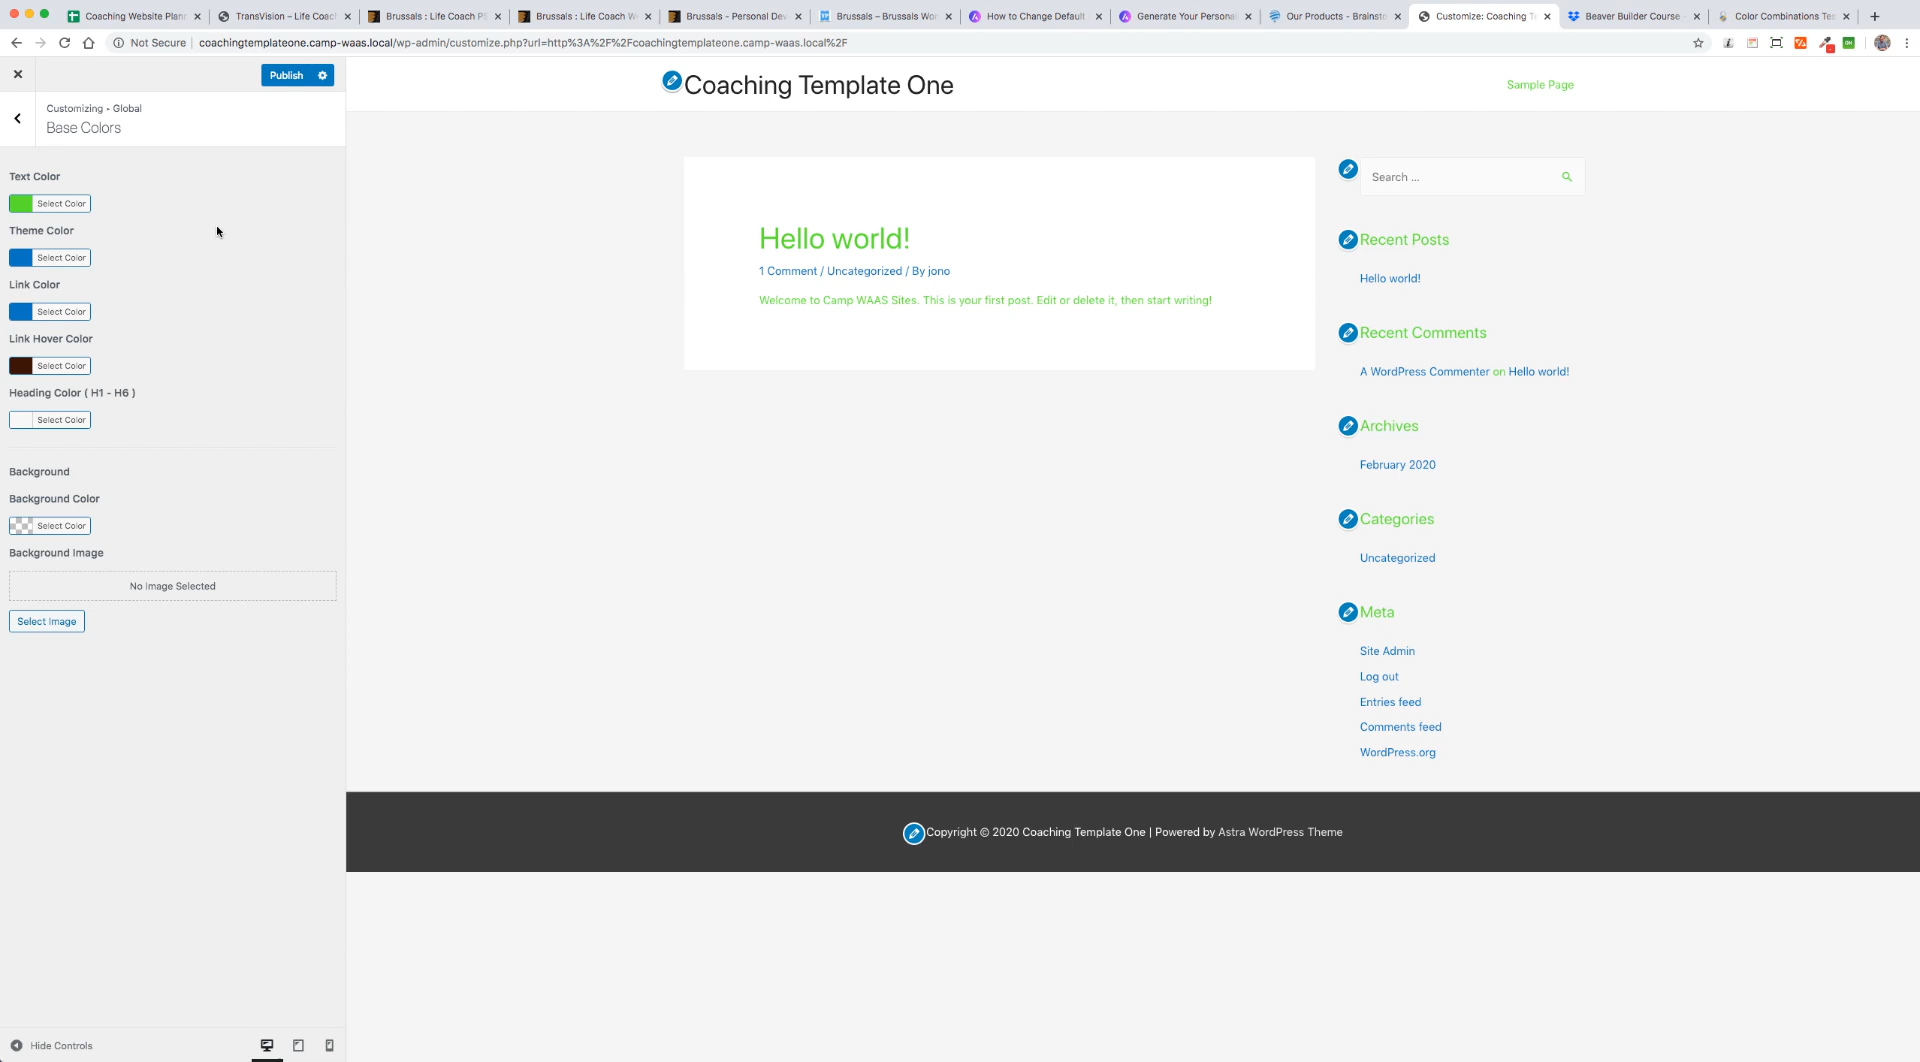 Coaching Website Plann
TransVision – Life Coach
Brussals : Life Coach PS
Brussals : Life Coach W
Brussals - Personal Dev
Brussals – Brussals Wor
How to Change Default
Generate Your Personal
Our Products - Brainsto
Customize: Coaching Te
Beaver Builder Course -
Color Combinations Tes
Not Secure
coachingtemplateone.camp-waas.local/wp-admin/customize.php?url=http%3A%2F%2Fcoachingtemplateone.camp-waas.local%2F
Publish
Customizing ▸ Global
Base Colors
Text Color
Select Color
Theme Color
Select Color
Link Color
Select Color
Link Hover Color
Select Color
Heading Color ( H1 - H6 )
Select Color
Background
Background Color
Select Color
Background Image
No Image Selected
Select Image
Hide Controls
Coaching Template One
Sample Page
Hello world!
1 Comment / Uncategorized / By jono
Welcome to Camp WAAS Sites. This is your first post. Edit or delete it, then start writing!
Search ...
Recent Posts
Hello world!
Recent Comments
A WordPress Commenter on Hello world!
Archives
February 2020
Categories
Uncategorized
Meta
Site Admin
Log out
Entries feed
Comments feed
WordPress.org
Copyright © 2020 Coaching Template One | Powered by Astra WordPress Theme